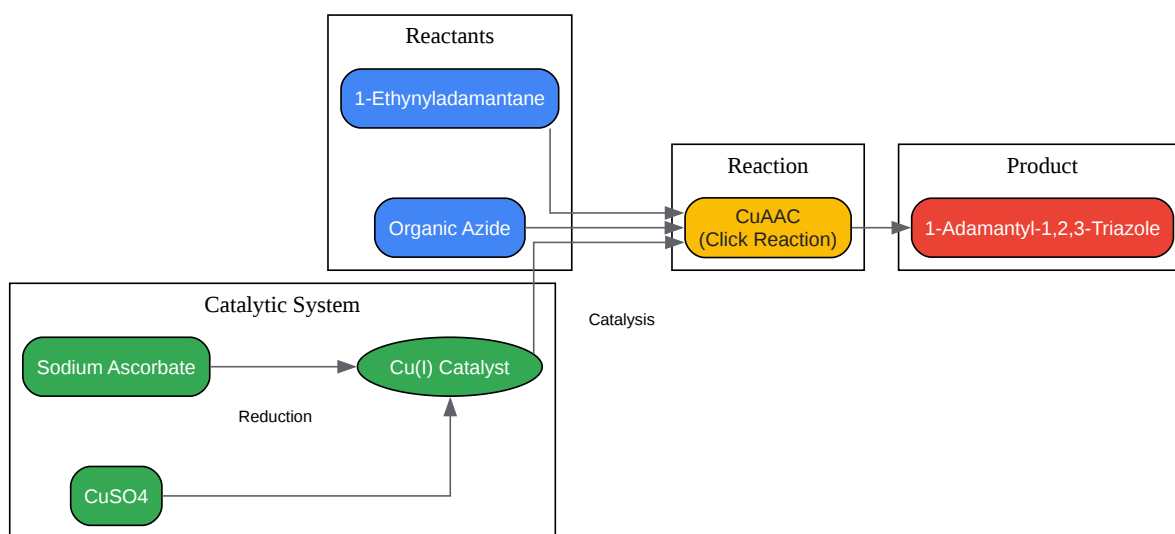 Reactants
1-Ethynyladamantane
Organic Azide
Reaction
CuAAC
(Click Reaction)
Product
1-Adamantyl-1,2,3-Triazole
Catalytic System
Sodium Ascorbate
Cu(I) Catalyst
Catalysis
Reduction
CuSO4